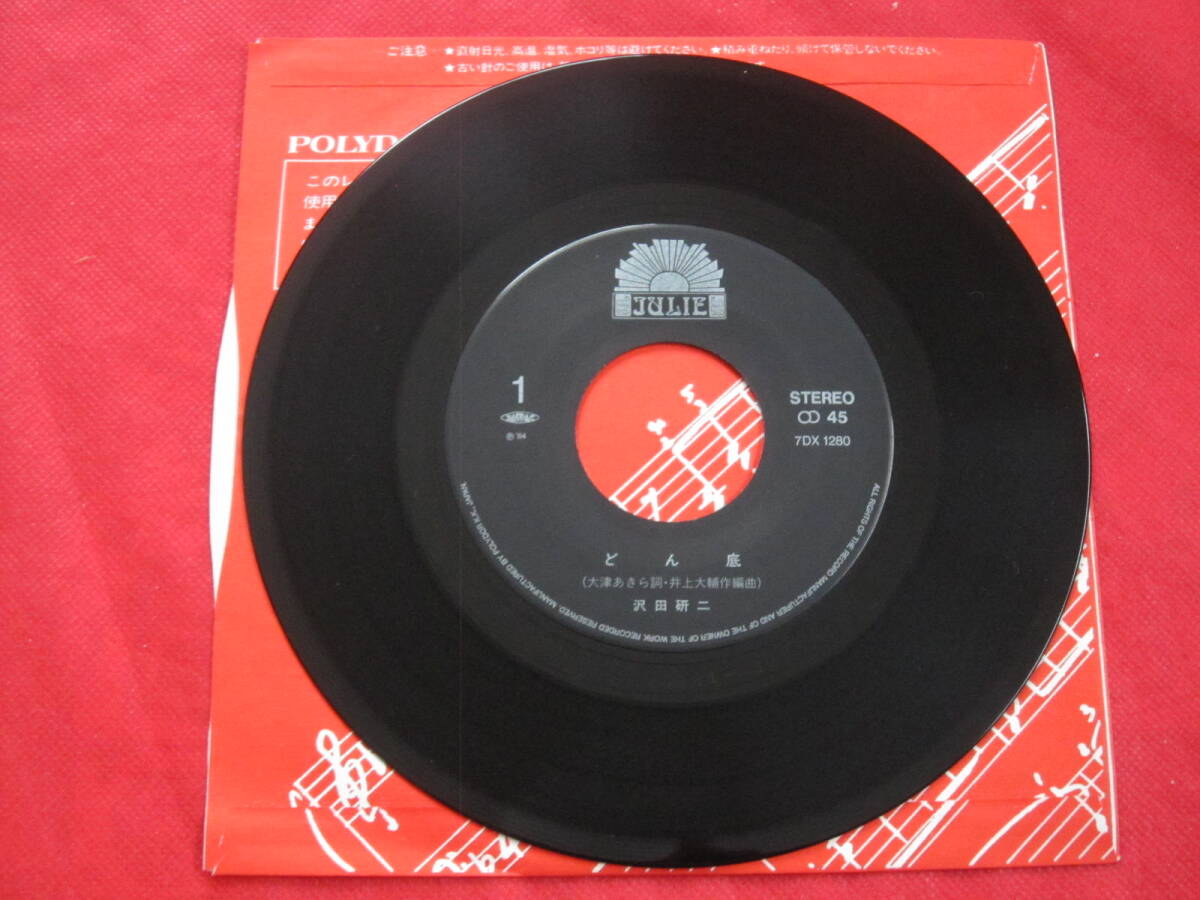 ご注意 ★直射日光、高温、湿気、ホコリ等は避けてください。★積み重ねたり、傾けて保管しないでください。
★古い針のご使用は
POLYD
このレ
使用
ま
JULIE
1
STEREO
45
7DX 1280
℗'84
どん底
(大津あきら詞・井上大輔作編曲)
沢田研二
ALL RIGHTS OF THE RECORD MANUFACTURER AND OF THE OWNER OF THE WORK RECORDED RESERVED. MANUFACTURED BY POLYDOR K.K., JAPAN.